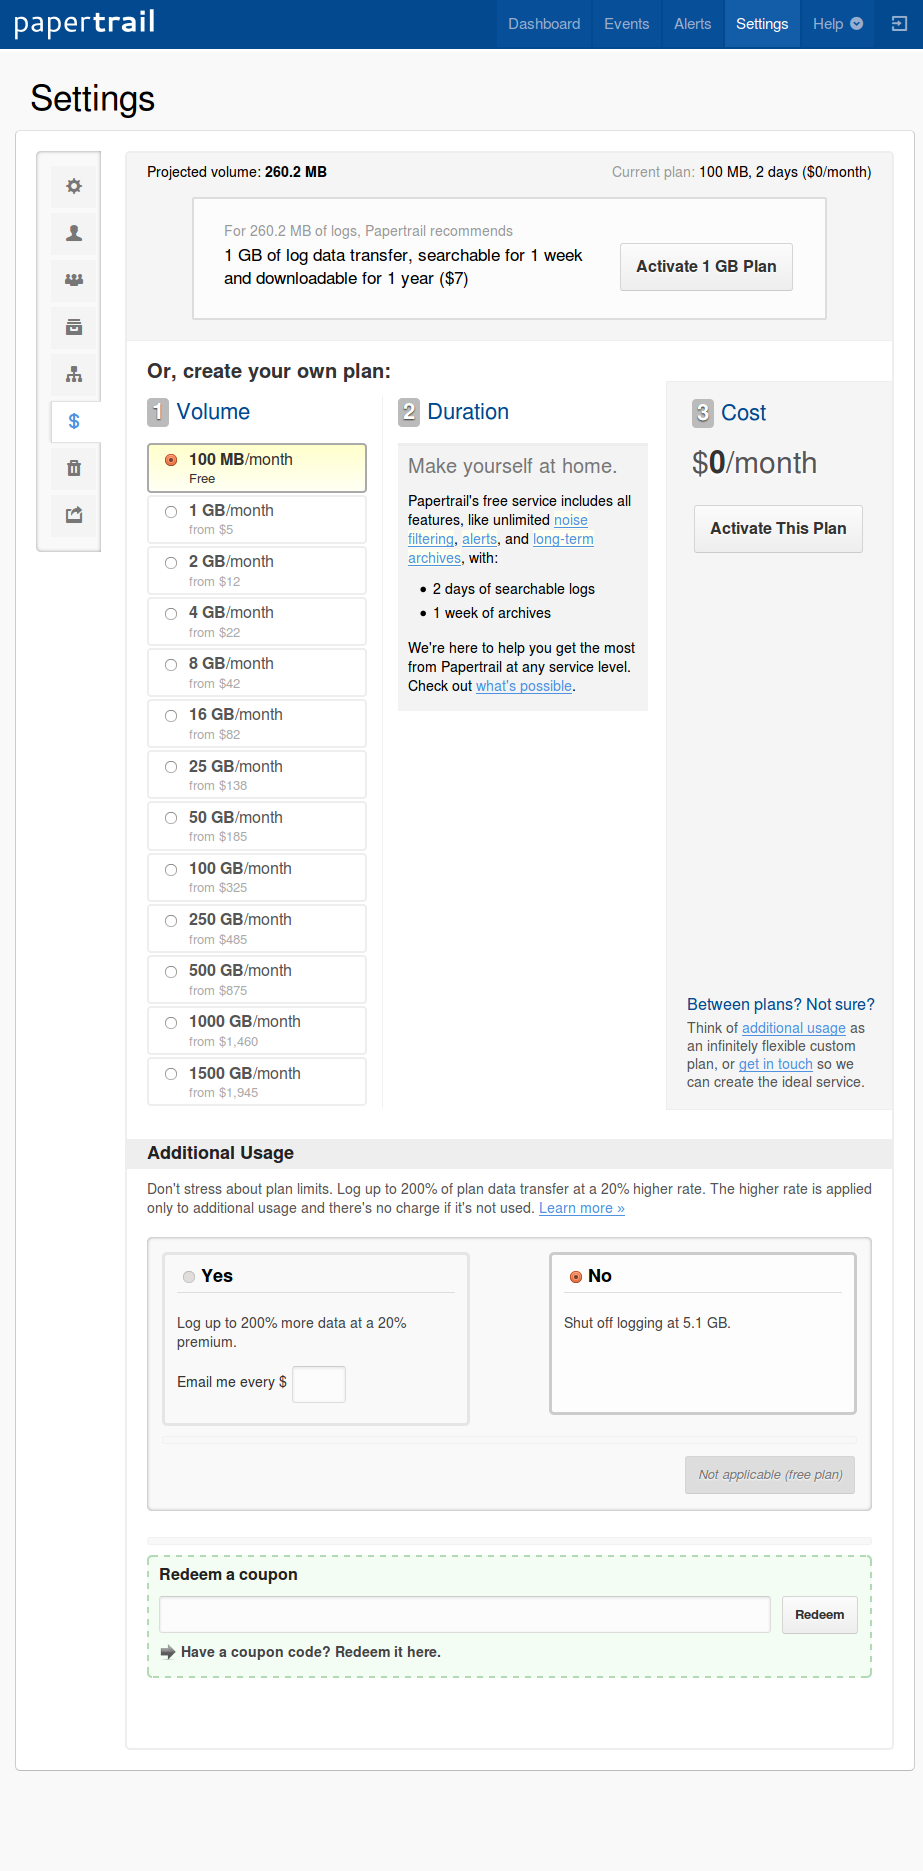 papertrail
Dashboard
Events
Alerts
Settings
Help
Settings
Projected volume: 260.2 MB
Current plan: 100 MB, 2 days ($0/month)
For 260.2 MB of logs, Papertrail recommends
1 GB of log data transfer, searchable for 1 week
and downloadable for 1 year ($7)
Activate 1 GB Plan
Or, create your own plan:
1 Volume
100 MB/month
Free
1 GB/month
from $5
2 GB/month
from $12
4 GB/month
from $22
8 GB/month
from $42
16 GB/month
from $82
25 GB/month
from $138
50 GB/month
from $185
100 GB/month
from $325
250 GB/month
from $485
500 GB/month
from $875
1000 GB/month
from $1,460
1500 GB/month
from $1,945
2 Duration
Make yourself at home.
Papertrail's free service includes all
features, like unlimited noise
filtering, alerts, and long-term
archives, with:
• 2 days of searchable logs
• 1 week of archives
We're here to help you get the most
from Papertrail at any service level.
Check out what's possible.
3 Cost
$0/month
Activate This Plan
Between plans? Not sure?
Think of additional usage as
an infinitely flexible custom
plan, or get in touch so we
can create the ideal service.
Additional Usage
Don't stress about plan limits. Log up to 200% of plan data transfer at a 20% higher rate. The higher rate is applied
only to additional usage and there's no charge if it's not used. Learn more »
Yes
Log up to 200% more data at a 20%
premium.
Email me every $
No
Shut off logging at 5.1 GB.
Not applicable (free plan)
Redeem a coupon
Redeem
Have a coupon code? Redeem it here.